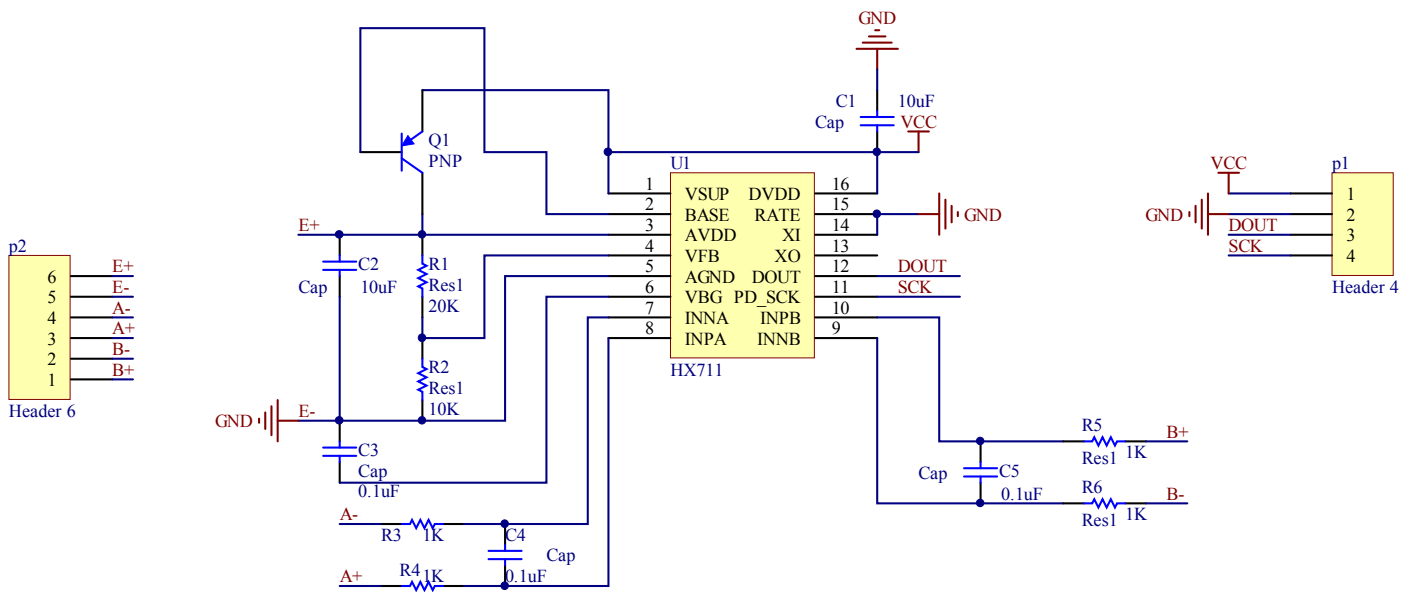 GND
C1 10uF
Cap VCC
Q1
PNP
U1
1 VSUP DVDD 16
2 BASE RATE 15
3 AVDD XI 14
4 VFB XO 13
5 AGND DOUT 12
6 VBG PD_SCK 11
7 INNA INPB 10
8 INPA INNB 9
HX711
GND
DOUT
SCK
VCC
GND
DOUT
SCK
p1
1
2
3
4
Header 4
p2
6 E+
5 E-
4 A-
3 A+
2 B-
1 B+
Header 6
E+
C2
Cap 10uF
R1
Res1
20K
R2
Res1
10K
GND E-
C3
Cap
0.1uF
A-
R3 1K
C4
Cap
0.1uF
A+ R4 1K
R5 B+
Res1 1K
Cap C5
0.1uF
R6 B-
Res1 1K